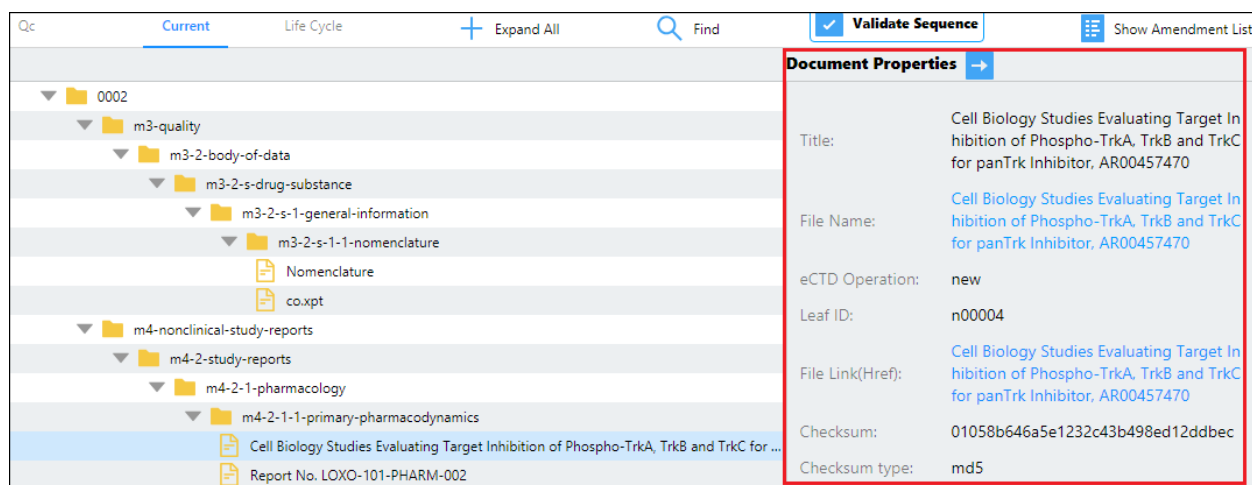 Qc Current Life Cycle Expand All Find Validate Sequence Show Amendment List
Document Properties
0002
m3-quality
m3-2-body-of-data
m3-2-s-drug-substance
m3-2-s-1-general-information
m3-2-s-1-1-nomenclature
Nomenclature
co.xpt
m4-nonclinical-study-reports
m4-2-study-reports
m4-2-1-pharmacology
m4-2-1-1-primary-pharmacodynamics
Cell Biology Studies Evaluating Target Inhibition of Phospho-TrkA, TrkB and TrkC for ...
Report No. LOXO-101-PHARM-002
Title:
Cell Biology Studies Evaluating Target In
hibition of Phospho-TrkA, TrkB and TrkC
for panTrk Inhibitor, AR00457470
File Name:
Cell Biology Studies Evaluating Target In
hibition of Phospho-TrkA, TrkB and TrkC
for panTrk Inhibitor, AR00457470
eCTD Operation: new
Leaf ID: n00004
File Link(Href):
Cell Biology Studies Evaluating Target In
hibition of Phospho-TrkA, TrkB and TrkC
for panTrk Inhibitor, AR00457470
Checksum: 01058b646a5e1232c43b498ed12ddbec
Checksum type: md5